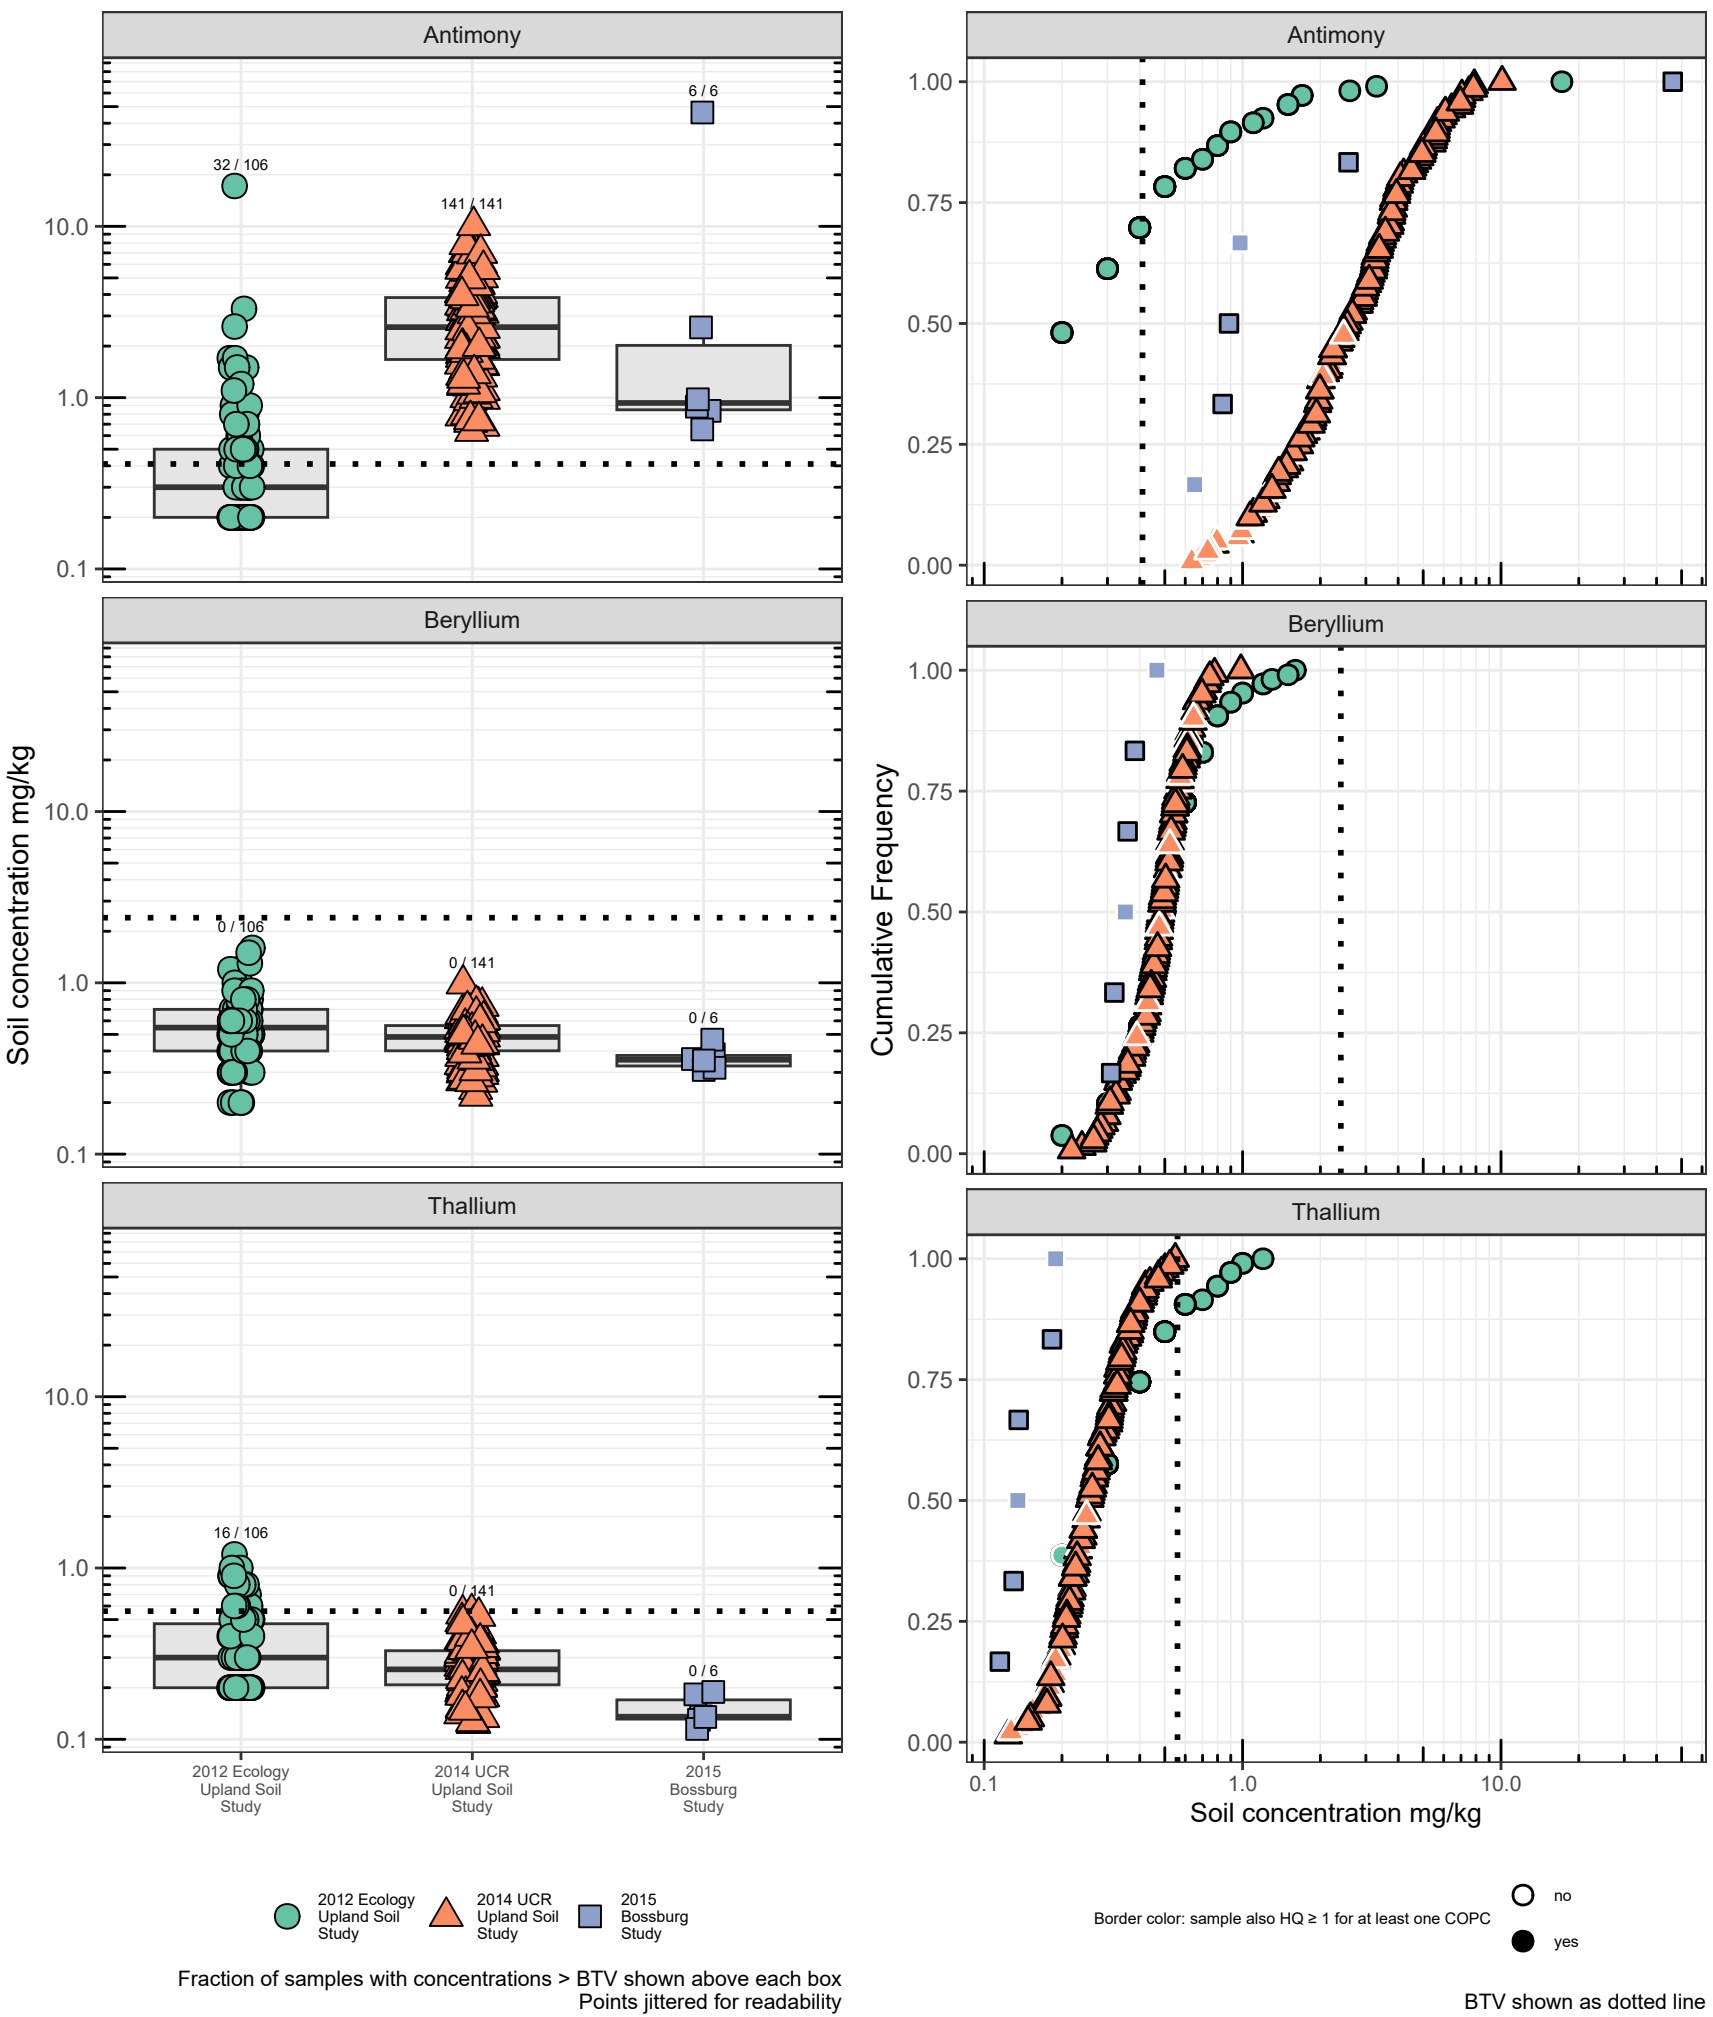 Antimony
6 / 6
32 / 106
141 / 141
10.0
1.0
0.1
Beryllium
10.0
0 / 106
0 / 141
1.0
0 / 6
0.1
Thallium
10.0
16 / 106
1.0
0 / 141
0 / 6
0.1
Soil concentration mg/kg
2012 Ecology
Upland Soil
Study
2014 UCR
Upland Soil
Study
2015
Bossburg
Study
Antimony
1.00
0.75
0.50
0.25
0.00
Beryllium
1.00
0.75
0.50
0.25
0.00
Thallium
1.00
0.75
0.50
0.25
0.00
Cumulative Frequency
0.1
1.0
10.0
Soil concentration mg/kg
2012 Ecology
Upland Soil
Study
2014 UCR
Upland Soil
Study
2015
Bossburg
Study
Border color: sample also HQ ≥ 1 for at least one COPC
no
yes
Fraction of samples with concentrations > BTV shown above each box
Points jittered for readability
BTV shown as dotted line